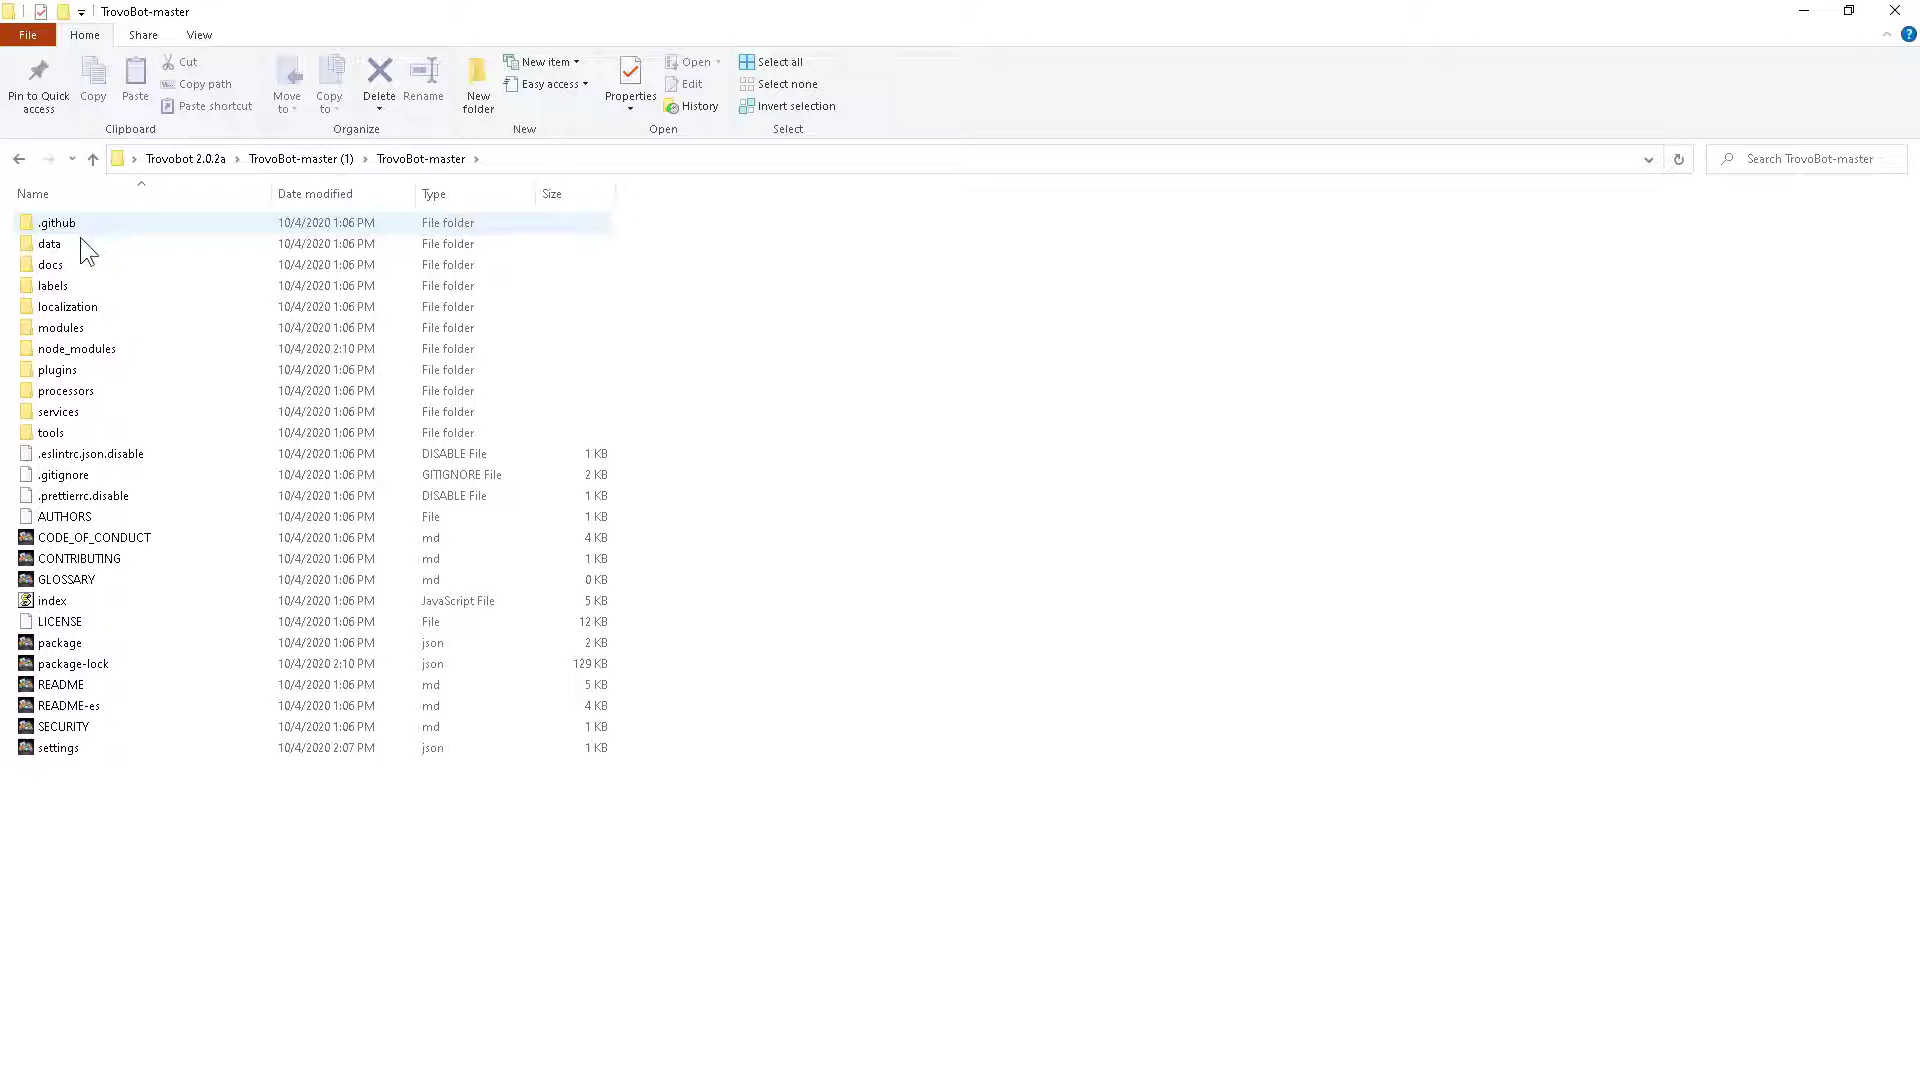 TrovoBot-master
File Home Share View
Pin to Quick access
Copy
Paste
Cut
Copy path
Paste shortcut
Move to
Copy to
Delete
Rename
New folder
New item
Easy access
Properties
Open
Edit
History
Select all
Select none
Invert selection
Clipboard Organize New Open Select
Trovobot 2.0.2a > TrovoBot-master (1) > TrovoBot-master >
Search TrovoBot-master
Name Date modified Type Size
.github 10/4/2020 1:06 PM File folder
data 10/4/2020 1:06 PM File folder
docs 10/4/2020 1:06 PM File folder
labels 10/4/2020 1:06 PM File folder
localization 10/4/2020 1:06 PM File folder
modules 10/4/2020 1:06 PM File folder
node_modules 10/4/2020 2:10 PM File folder
plugins 10/4/2020 1:06 PM File folder
processors 10/4/2020 1:06 PM File folder
services 10/4/2020 1:06 PM File folder
tools 10/4/2020 1:06 PM File folder
.eslintrc.json.disable 10/4/2020 1:06 PM DISABLE File 1 KB
.gitignore 10/4/2020 1:06 PM GITIGNORE File 2 KB
.prettierrc.disable 10/4/2020 1:06 PM DISABLE File 1 KB
AUTHORS 10/4/2020 1:06 PM File 1 KB
CODE_OF_CONDUCT 10/4/2020 1:06 PM md 4 KB
CONTRIBUTING 10/4/2020 1:06 PM md 1 KB
GLOSSARY 10/4/2020 1:06 PM md 0 KB
index 10/4/2020 1:06 PM JavaScript File 5 KB
LICENSE 10/4/2020 1:06 PM File 12 KB
package 10/4/2020 1:06 PM json 2 KB
package-lock 10/4/2020 2:10 PM json 129 KB
README 10/4/2020 1:06 PM md 5 KB
README-es 10/4/2020 1:06 PM md 4 KB
SECURITY 10/4/2020 1:06 PM md 1 KB
settings 10/4/2020 2:07 PM json 1 KB